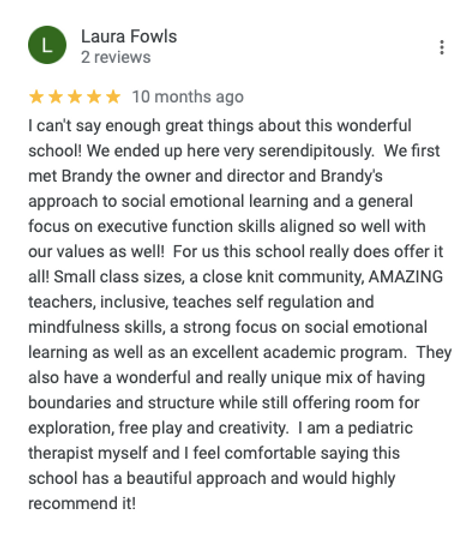 L
Laura Fowls
2 reviews
10 months ago
I can't say enough great things about this wonderful
school! We ended up here very serendipitously.  We first
met Brandy the owner and director and Brandy's
approach to social emotional learning and a general
focus on executive function skills aligned so well with
our values as well!  For us this school really does offer it
all! Small class sizes, a close knit community, AMAZING
teachers, inclusive, teaches self regulation and
mindfulness skills, a strong focus on social emotional
learning as well as an excellent academic program.  They
also have a wonderful and really unique mix of having
boundaries and structure while still offering room for
exploration, free play and creativity.  I am a pediatric
therapist myself and I feel comfortable saying this
school has a beautiful approach and would highly
recommend it!